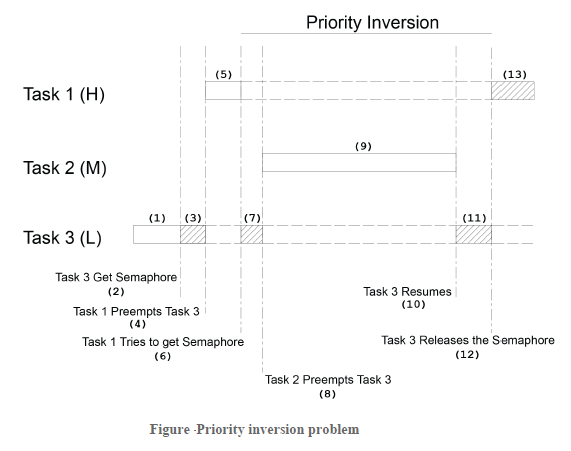 Priority Inversion
(5)
(13)
Task 1 (H)
(9)
Task 2 (M)
(1) (3) (7) (11)
Task 3 (L)
Task 3 Get Semaphore
(2)
Task 3 Resumes
(10)
Task 1 Preempts Task 3
(4)
Task 1 Tries to get Semaphore
(6)
Task 3 Releases the Semaphore
(12)
Task 2 Preempts Task 3
(8)
Figure -Priority inversion problem